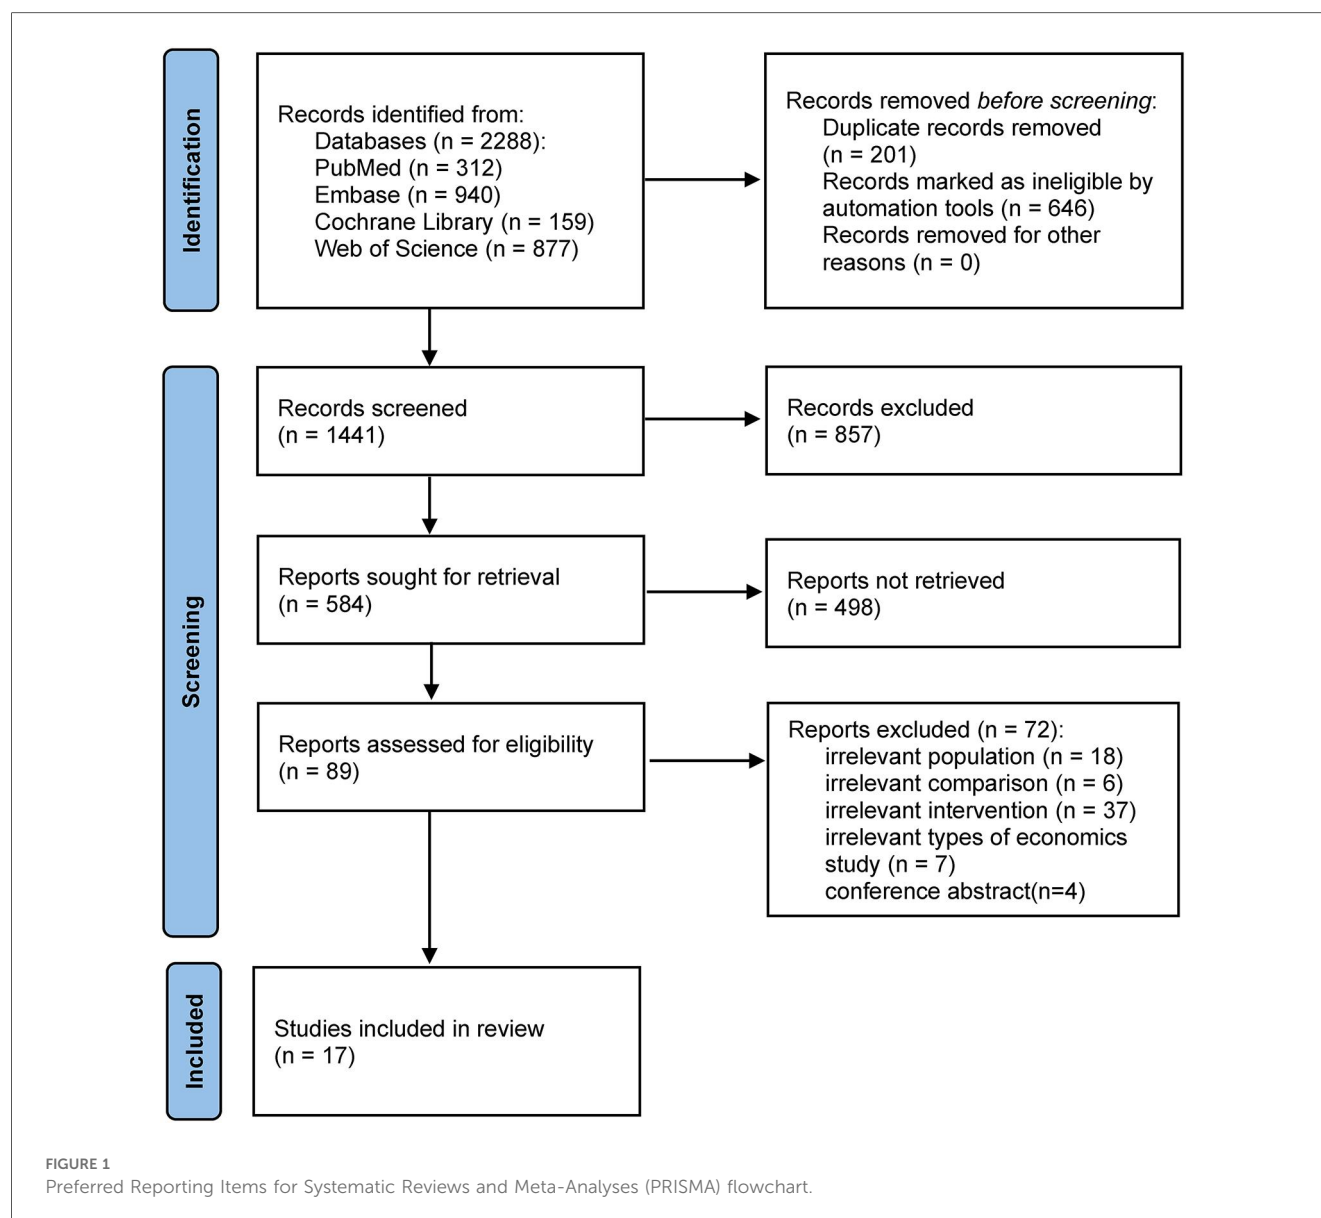 Identification
Records identified from:
Databases (n = 2288):
PubMed (n = 312)
Embase (n = 940)
Cochrane Library (n = 159)
Web of Science (n = 877)
Records removed before screening:
Duplicate records removed
(n = 201)
Records marked as ineligible by
automation tools (n = 646)
Records removed for other
reasons (n = 0)
Screening
Records screened
(n = 1441)
Records excluded
(n = 857)
Reports sought for retrieval
(n = 584)
Reports not retrieved
(n = 498)
Reports assessed for eligibility
(n = 89)
Reports excluded (n = 72):
irrelevant population (n = 18)
irrelevant comparison (n = 6)
irrelevant intervention (n = 37)
irrelevant types of economics
study (n = 7)
conference abstract(n=4)
Included
Studies included in review
(n = 17)
FIGURE 1
Preferred Reporting Items for Systematic Reviews and Meta-Analyses (PRISMA) flowchart.